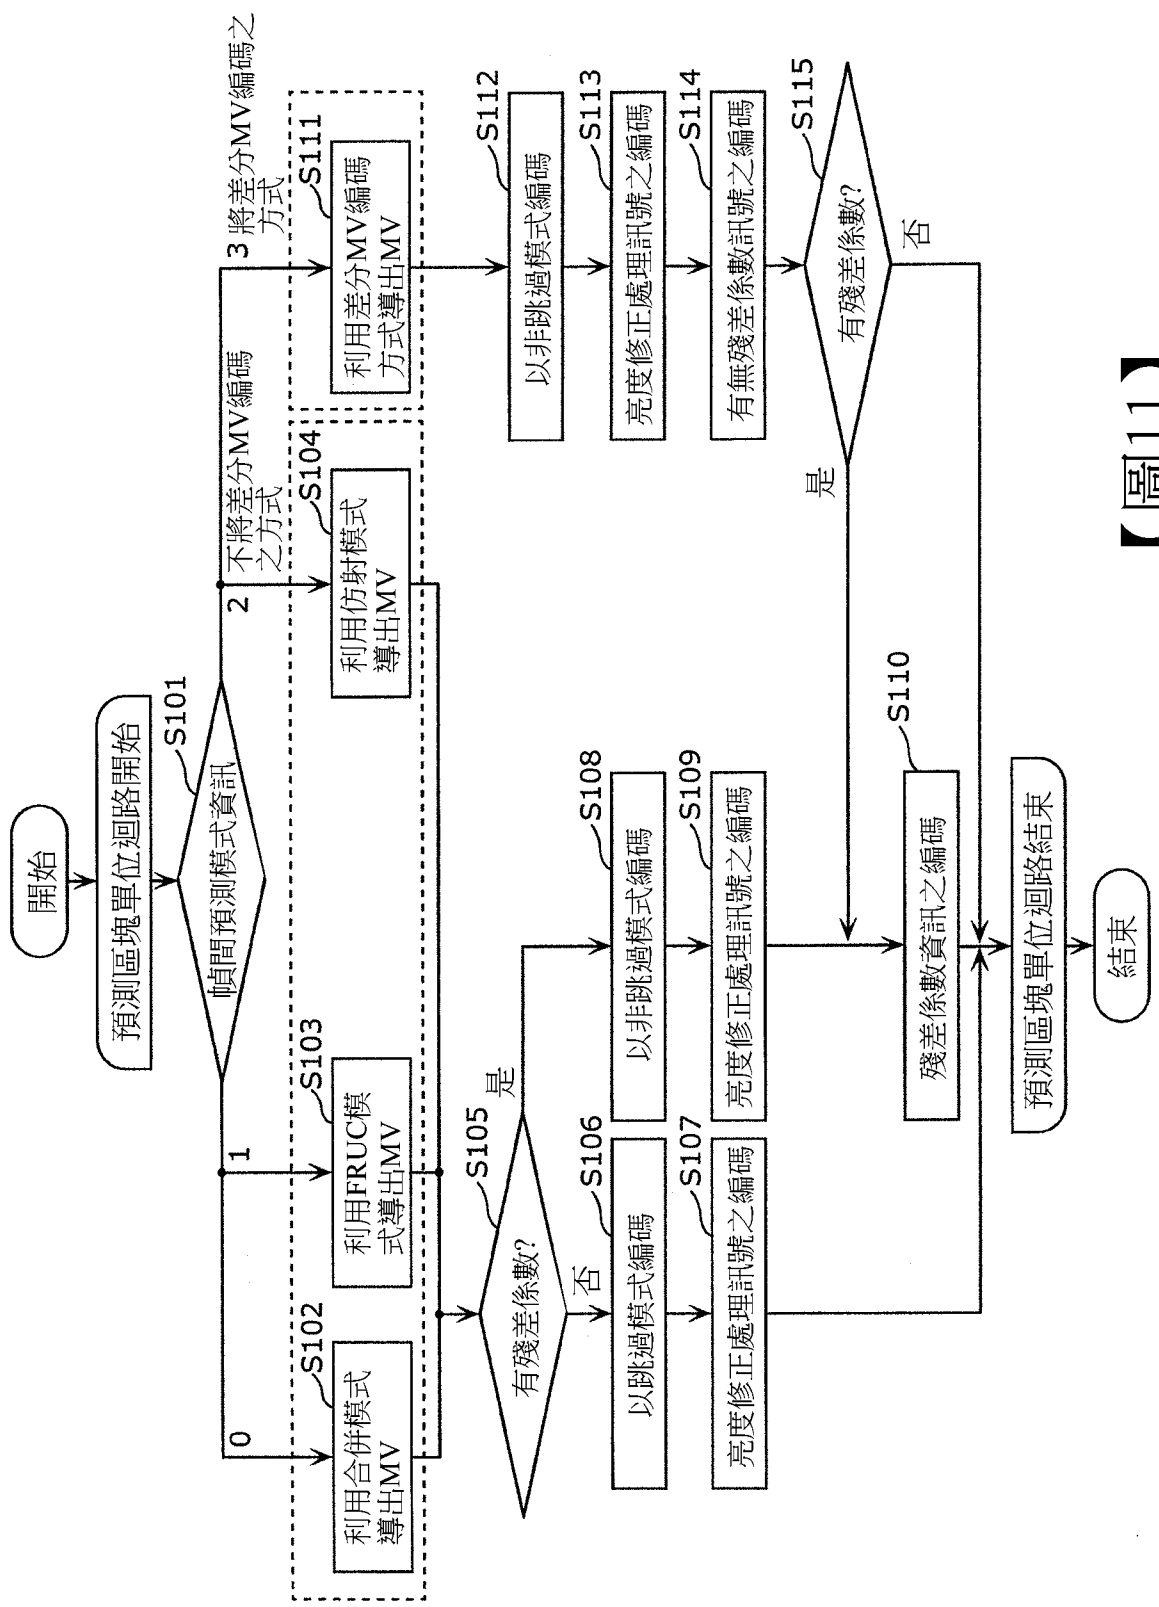 開始
預測區塊單位迴路開始
S101
幀間預測模式資訊
0
1
2
3
不將差分MV編碼
之方式
將差分MV編碼之
方式
S102
利用合併模式
導出MV
S103
利用FRUC模
式導出MV
S104
利用仿射模式
導出MV
S111
利用差分MV編碼
方式導出MV
S105
有殘差係數?
否
是
S106
以跳過模式編碼
S107
亮度修正處理訊號之編碼
S108
以非跳過模式編碼
S109
亮度修正處理訊號之編碼
S112
以非跳過模式編碼
S113
亮度修正處理訊號之編碼
S114
有無殘差係數訊號之編碼
S115
有殘差係數?
是
否
S110
殘差係數資訊之編碼
預測區塊單位迴路結束
結束
【圖11】